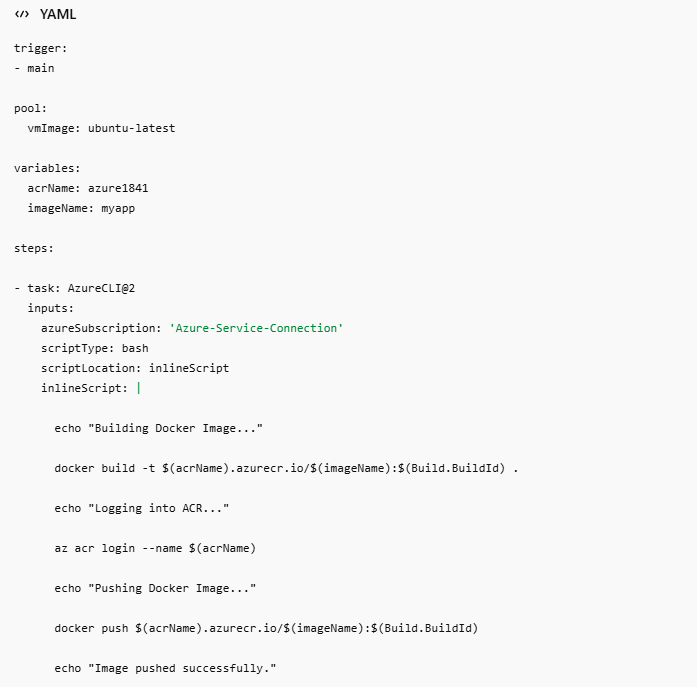 </> YAML
trigger:
- main
pool:
  vmImage: ubuntu-latest
variables:
  acrName: azure1841
  imageName: myapp
steps:
- task: AzureCLI@2
  inputs:
    azureSubscription: 'Azure-Service-Connection'
    scriptType: bash
    scriptLocation: inlineScript
    inlineScript: |
      echo "Building Docker Image..."
      docker build -t $(acrName).azurecr.io/$(imageName):$(Build.BuildId) .
      echo "Logging into ACR..."
      az acr login --name $(acrName)
      echo "Pushing Docker Image..."
      docker push $(acrName).azurecr.io/$(imageName):$(Build.BuildId)
      echo "Image pushed successfully."